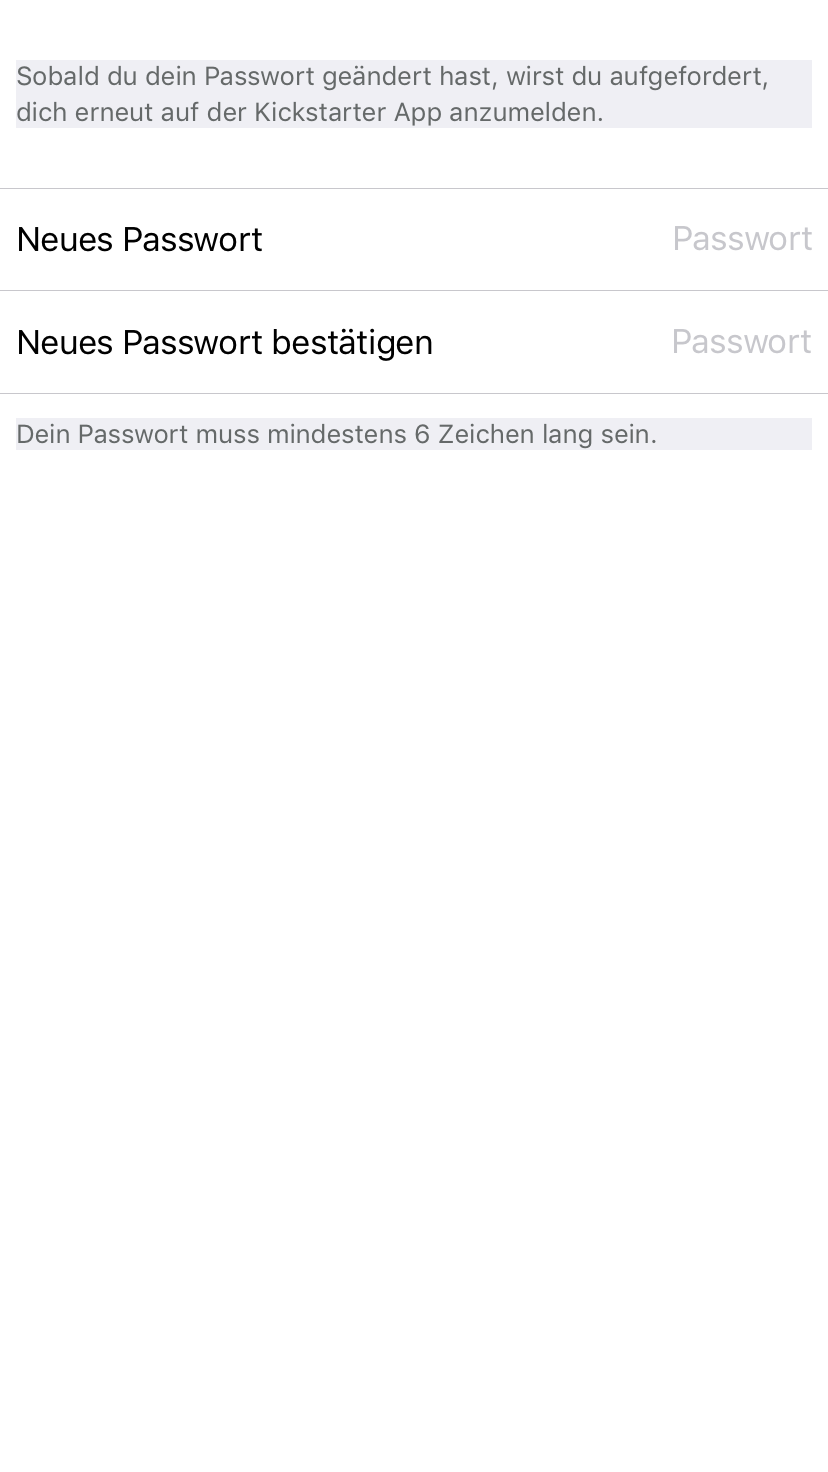 Sobald du dein Passwort geändert hast, wirst du aufgefordert,
dich erneut auf der Kickstarter App anzumelden.
Neues Passwort Passwort
Neues Passwort bestätigen Passwort
Dein Passwort muss mindestens 6 Zeichen lang sein.